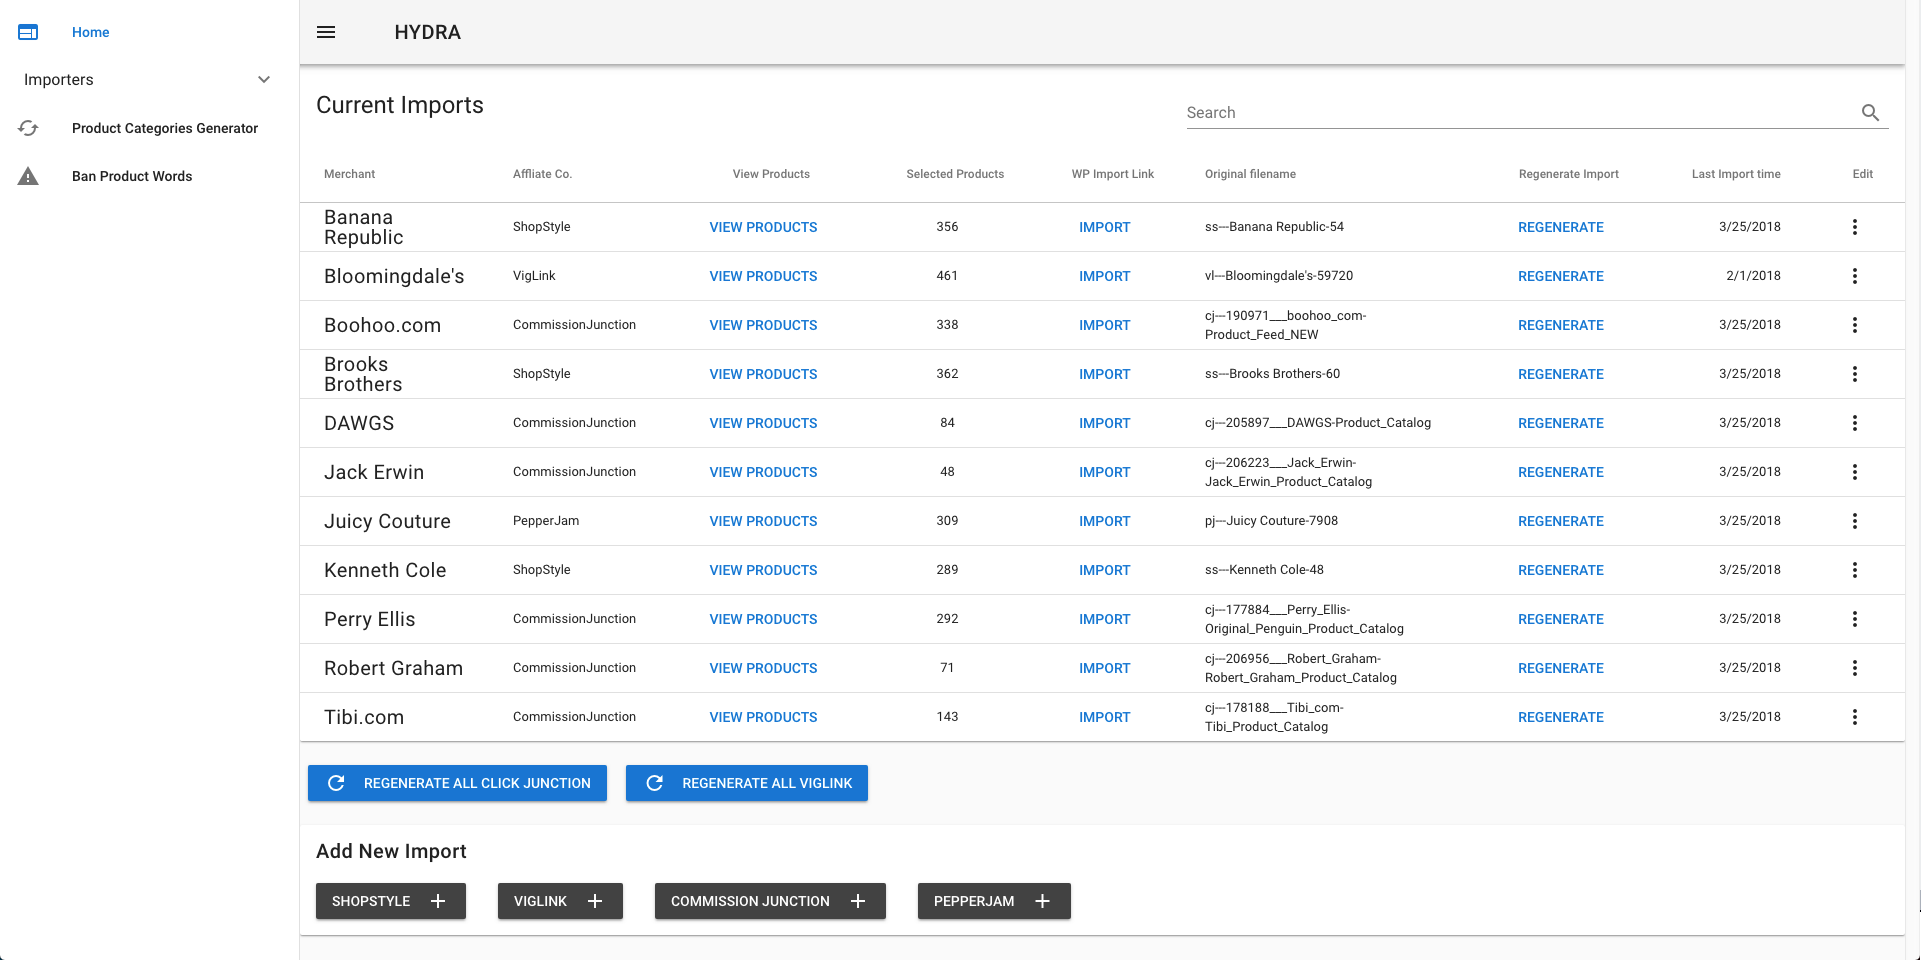 Home
Importers
Product Categories Generator
Ban Product Words
HYDRA
Current Imports
Search
Merchant Affliate Co. View Products Selected Products WP Import Link Original filename Regenerate Import Last Import time Edit
Banana
Republic
ShopStyle VIEW PRODUCTS 356 IMPORT ss---Banana Republic-54 REGENERATE 3/25/2018
Bloomingdale's VigLink VIEW PRODUCTS 461 IMPORT vl---Bloomingdale's-59720 REGENERATE 2/1/2018
Boohoo.com CommissionJunction VIEW PRODUCTS 338 IMPORT cj---190971___boohoo_com-
Product_Feed_NEW
REGENERATE 3/25/2018
Brooks
Brothers
ShopStyle VIEW PRODUCTS 362 IMPORT ss---Brooks Brothers-60 REGENERATE 3/25/2018
DAWGS CommissionJunction VIEW PRODUCTS 84 IMPORT cj---205897___DAWGS-Product_Catalog REGENERATE 3/25/2018
Jack Erwin CommissionJunction VIEW PRODUCTS 48 IMPORT cj---206223___Jack_Erwin-
Jack_Erwin_Product_Catalog
REGENERATE 3/25/2018
Juicy Couture PepperJam VIEW PRODUCTS 309 IMPORT pj---Juicy Couture-7908 REGENERATE 3/25/2018
Kenneth Cole ShopStyle VIEW PRODUCTS 289 IMPORT ss---Kenneth Cole-48 REGENERATE 3/25/2018
Perry Ellis CommissionJunction VIEW PRODUCTS 292 IMPORT cj---177884___Perry_Ellis-
Original_Penguin_Product_Catalog
REGENERATE 3/25/2018
Robert Graham CommissionJunction VIEW PRODUCTS 71 IMPORT cj---206956___Robert_Graham-
Robert_Graham_Product_Catalog
REGENERATE 3/25/2018
Tibi.com CommissionJunction VIEW PRODUCTS 143 IMPORT cj---178188___Tibi_com-
Tibi_Product_Catalog
REGENERATE 3/25/2018
REGENERATE ALL CLICK JUNCTION REGENERATE ALL VIGLINK
Add New Import
SHOPSTYLE VIGLINK COMMISSION JUNCTION PEPPERJAM